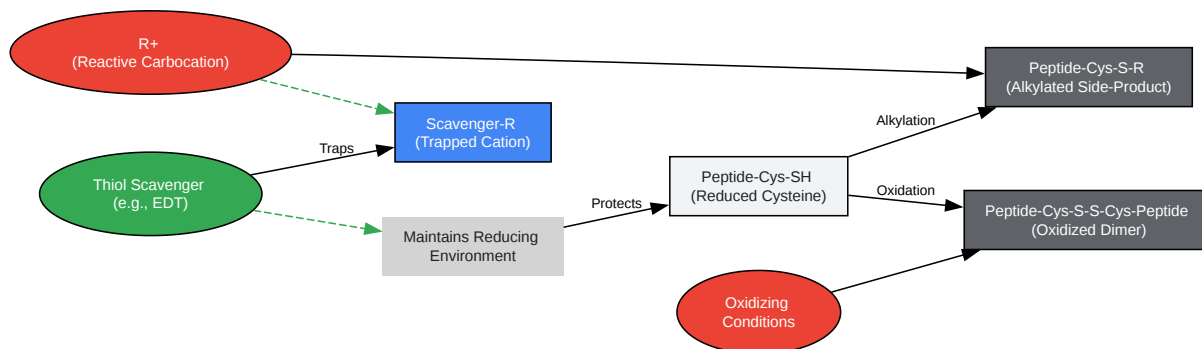 R+
(Reactive Carbocation)
Peptide-Cys-S-R
(Alkylated Side-Product)
Scavenger-R
(Trapped Cation)
Alkylation
Traps
Thiol Scavenger
(e.g., EDT)
Peptide-Cys-SH
(Reduced Cysteine)
Oxidation
Protects
Peptide-Cys-S-S-Cys-Peptide
(Oxidized Dimer)
Maintains Reducing
Environment
Oxidizing
Conditions